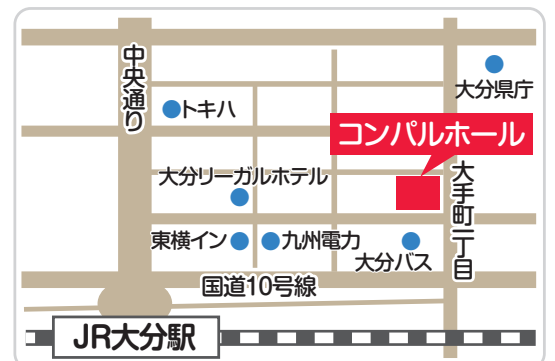 中央通り
大分県庁
トキハ
コンパルホール
大分リーガルホテル
大手町一丁目
東横イン
九州電力
大分バス
国道10号線
JR大分駅